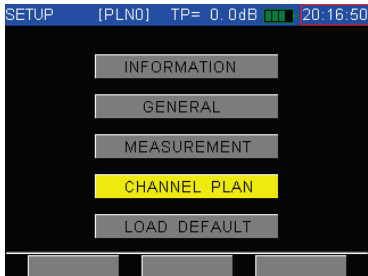 SETUP [PLN0] TP= 0.0dB 20:16:50
INFORMATION
GENERAL
MEASUREMENT
CHANNEL PLAN
LOAD DEFAULT